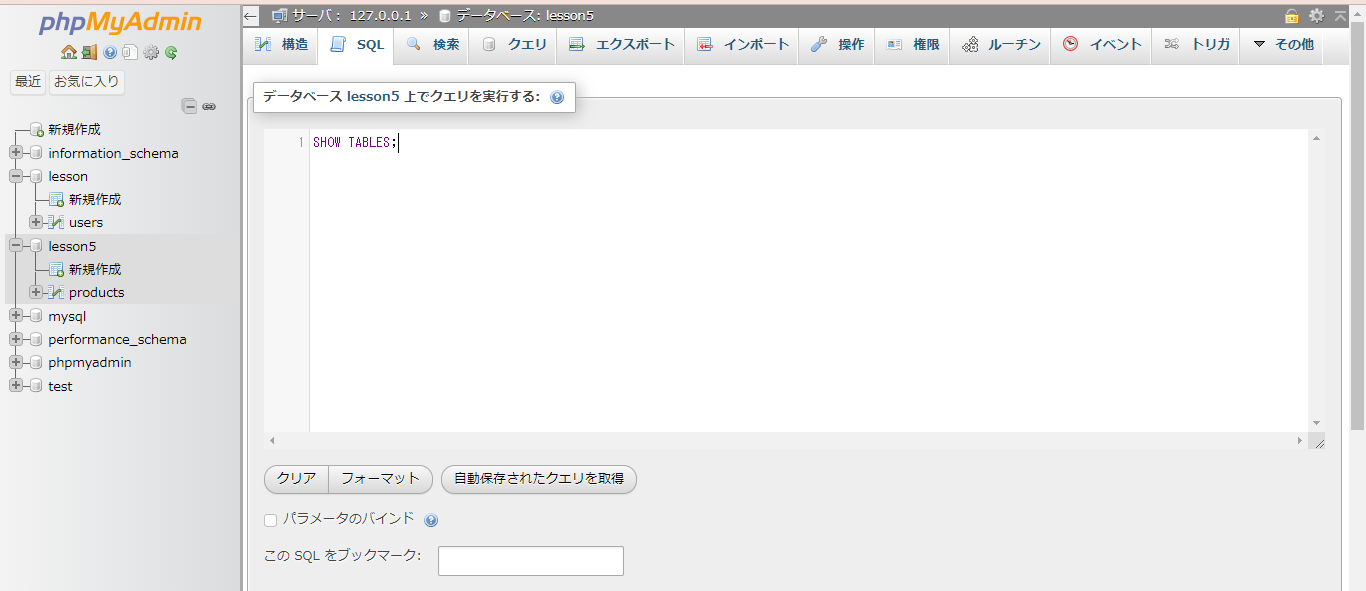 phpMyAdmin
最近 お気に入り
新規作成
information_schema
lesson
新規作成
users
lesson5
新規作成
products
mysql
performance_schema
phpmyadmin
test
サーバ: 127.0.0.1 » データベース: lesson5
構造 SQL 検索 クエリ エクスポート インポート 操作 権限 ルーチン イベント トリガ その他
データベース lesson5 上でクエリを実行する:
1 SHOW TABLES;
クリア フォーマット 自動保存されたクエリを取得
パラメータのバインド
この SQL をブックマーク: